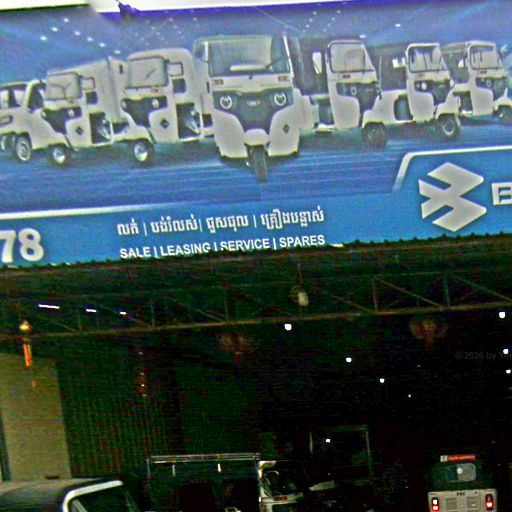 78
លក់ | បង់រំលស់ | ជួសជុល | គ្រឿងបន្លាស់
SALE | LEASING | SERVICE | SPARES